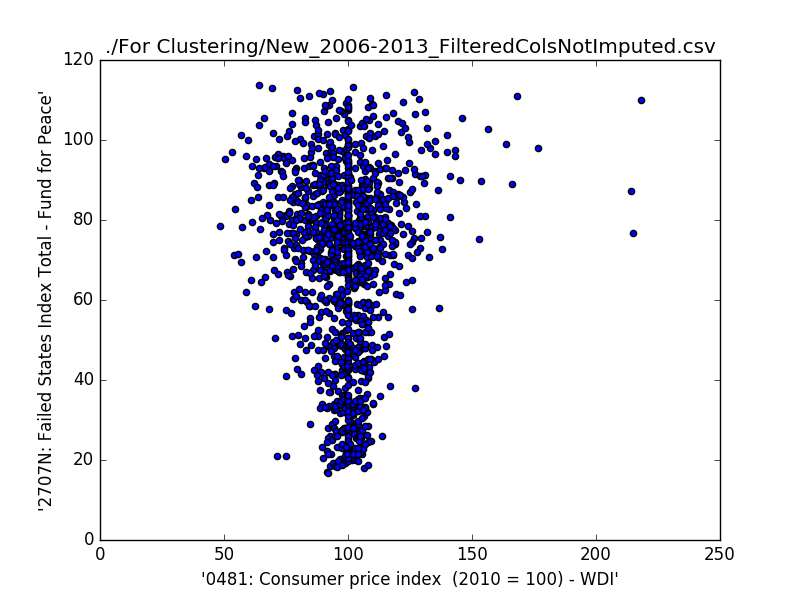 ./For Clustering/New_2006-2013_FilteredColsNotImputed.csv
120
100
80
60
40
20
0
'2707N: Failed States Index Total - Fund for Peace'
0 50 100 150 200 250
'0481: Consumer price index  (2010 = 100) - WDI'